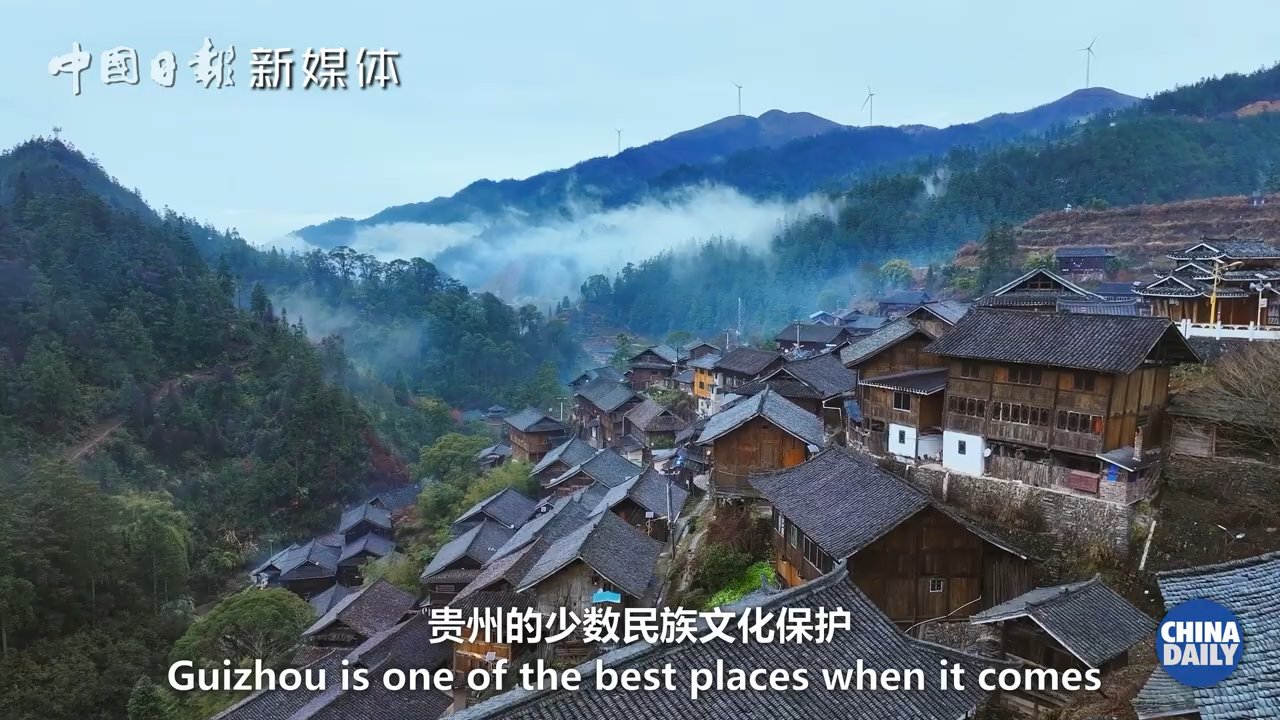 中国日报 新媒体
贵州的少数民族文化保护
Guizhou is one of the best places when it comes
CHINA
DAILY